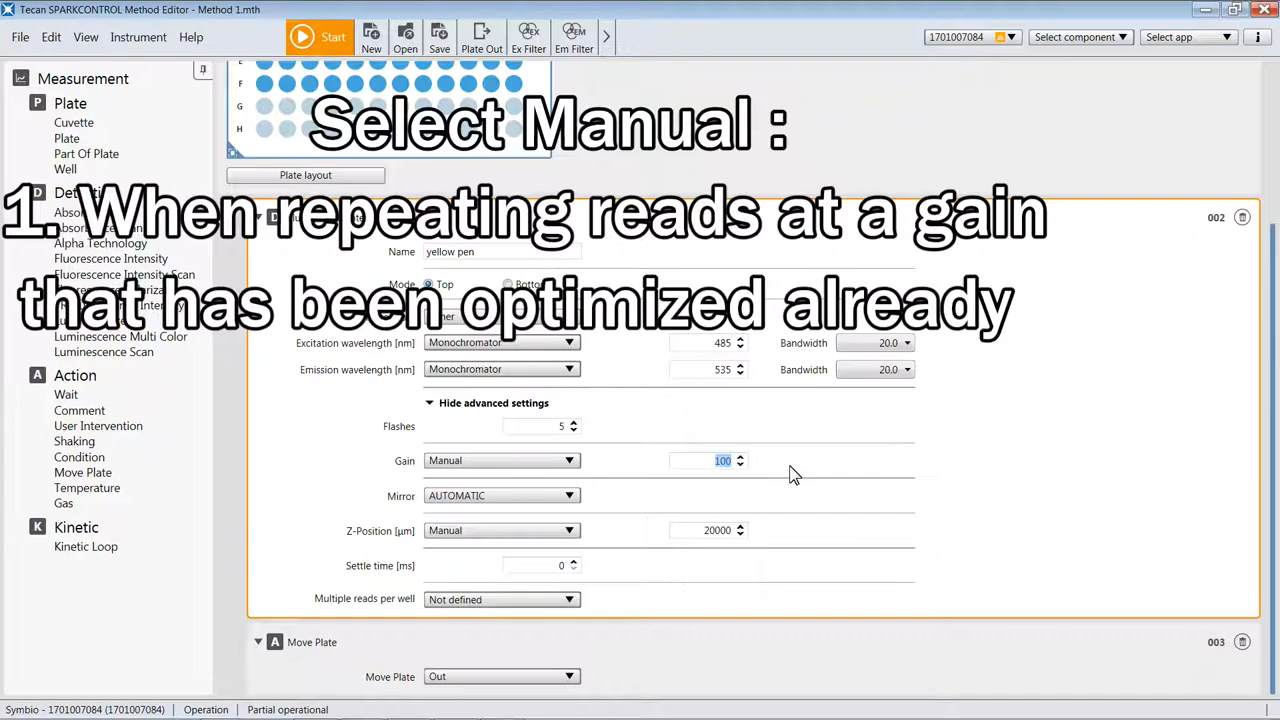 Tecan SPARKCONTROL Method Editor - Method 1.mth
File Edit View Instrument Help
Start
New
Open
Save
Plate Out
Ex Filter
Em Filter
1701007084
Select component
Select app
Measurement
P Plate
Cuvette
Plate
Part Of Plate
Well
Alpha Technology
Fluorescence Intensity
Luminescence Multi Color
Luminescence Scan
A Action
Wait
Comment
User Intervention
Shaking
Condition
Move Plate
Temperature
Gas
K Kinetic
Kinetic Loop
F
G
H
Select Manual :
1. When repeating reads at a gain
that has been optimized already
Plate layout
002
Name yellow pen
Mode Top
Excitation wavelength [nm] Monochromator 485 Bandwidth 20.0
Emission wavelength [nm] Monochromator 535 Bandwidth 20.0
Hide advanced settings
Flashes 5
Gain Manual 100
Mirror AUTOMATIC
Z-Position [µm] Manual 20000
Settle time [ms] 0
Multiple reads per well Not defined
A Move Plate 003
Move Plate Out
Symbio - 1701007084 (1701007084) Operation Partial operational